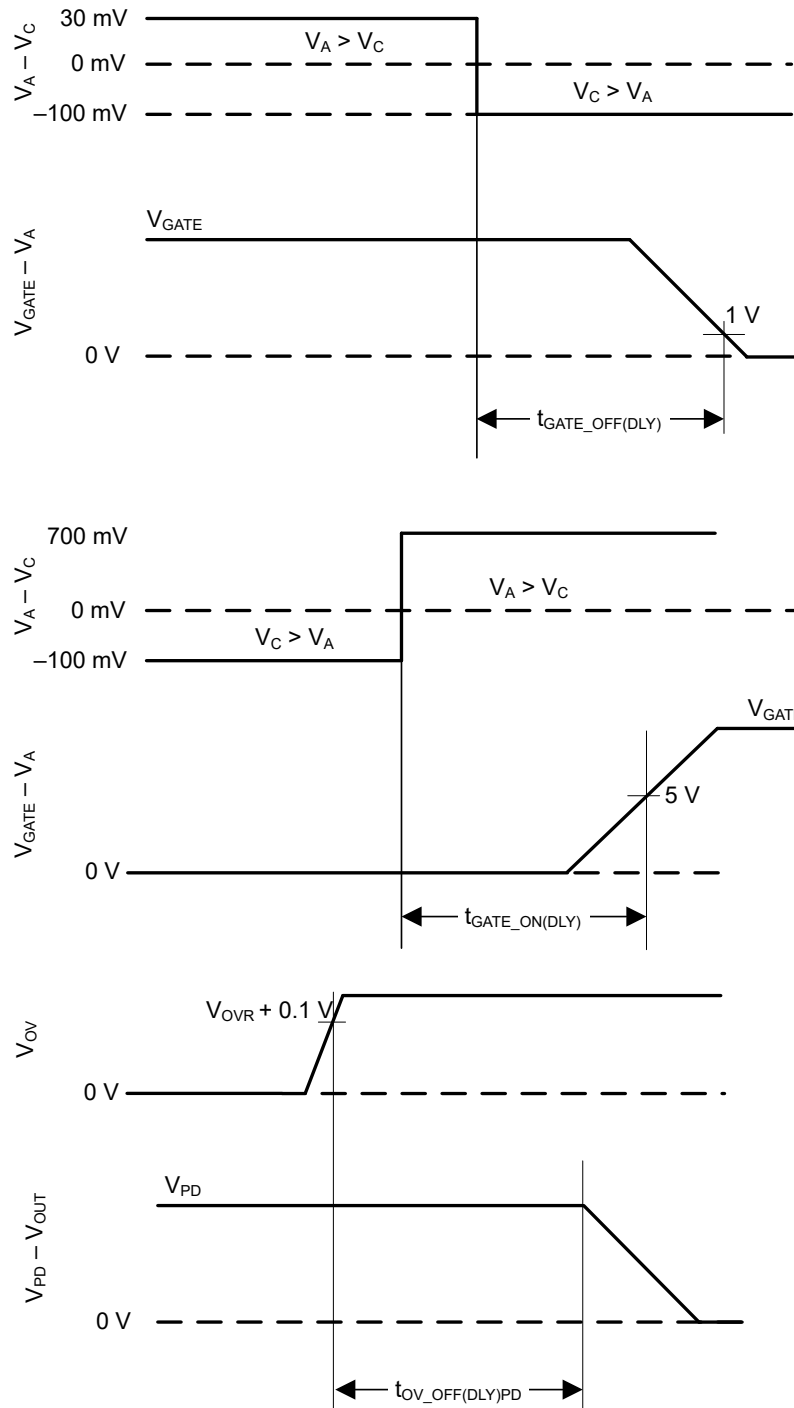 30 mV
V_A > V_C
V_A – V_C
0 mV
V_C > V_A
–100 mV
V_GATE
V_GATE – V_A
1 V
0 V
t_GATE_OFF(DLY)
700 mV
V_A – V_C
V_A > V_C
0 mV
V_C > V_A
–100 mV
V_GATE
V_GATE – V_A
5 V
0 V
t_GATE_ON(DLY)
V_OVR + 0.1 V
V_OV
0 V
V_PD
V_PD – V_OUT
0 V
t_OV_OFF(DLY)PD